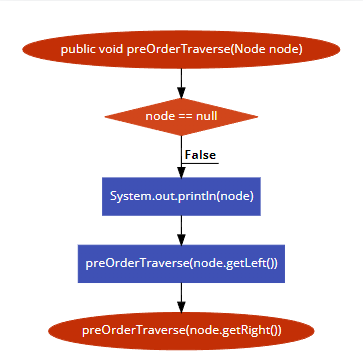 public void preOrderTraverse(Node node)
node == null
False
System.out.println(node)
preOrderTraverse(node.getLeft())
preOrderTraverse(node.getRight())